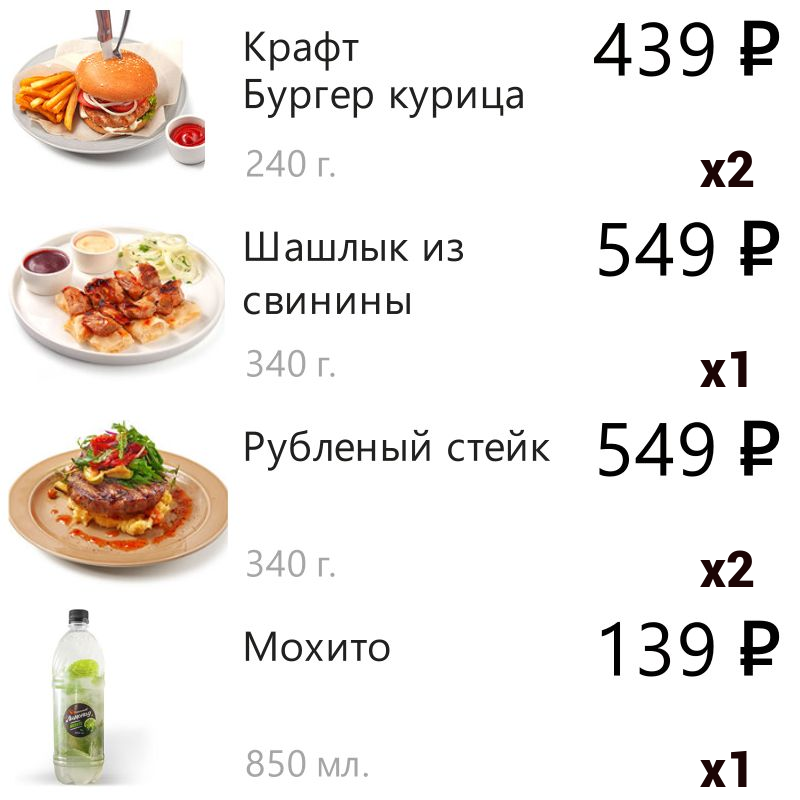 Крафт
Бургер курица
439 ₽
240 г.
x2
Шашлык из
свинины
549 ₽
340 г.
x1
Рубленый стейк
549 ₽
340 г.
x2
Мохито
139 ₽
Лимонад
850 мл.
x1